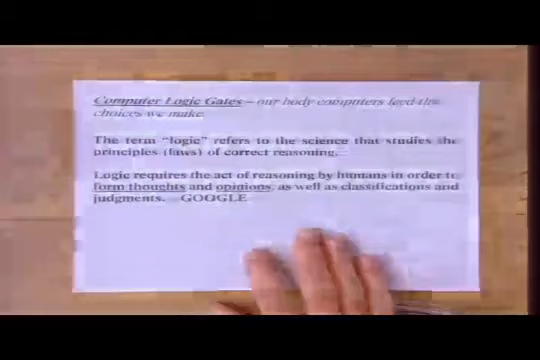 Computer Logic Gates – our body computers feed the
choices we make
The term "logic" refers to the science that studies the
principles (laws) of correct reasoning.
Logic requires the act of reasoning by humans in order to
form thoughts and opinions, as well as classifications and
judgments. GOOGLE